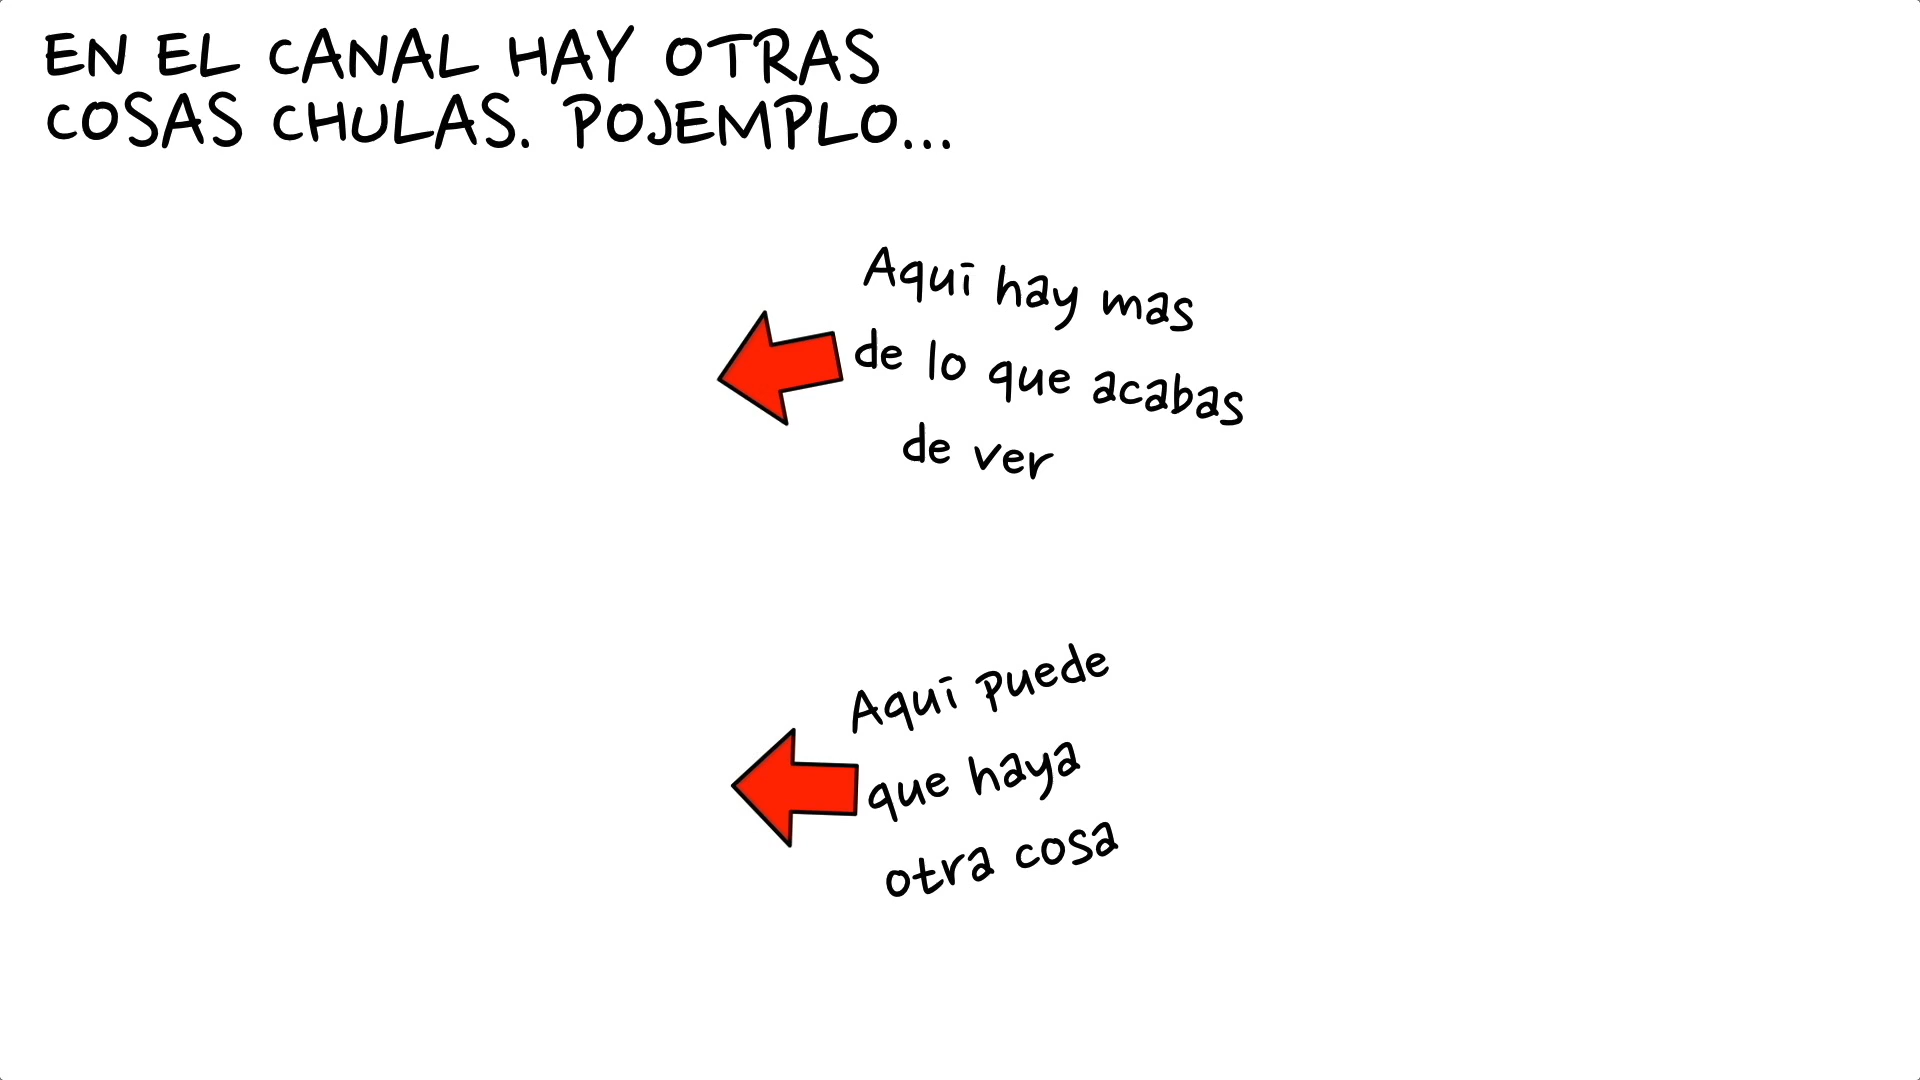 EN EL CANAL HAY OTRAS
COSAS CHULAS. POJEMPLO...
Aquí hay mas
de lo que acabas
de ver
Aquí puede
que haya
otra cosa